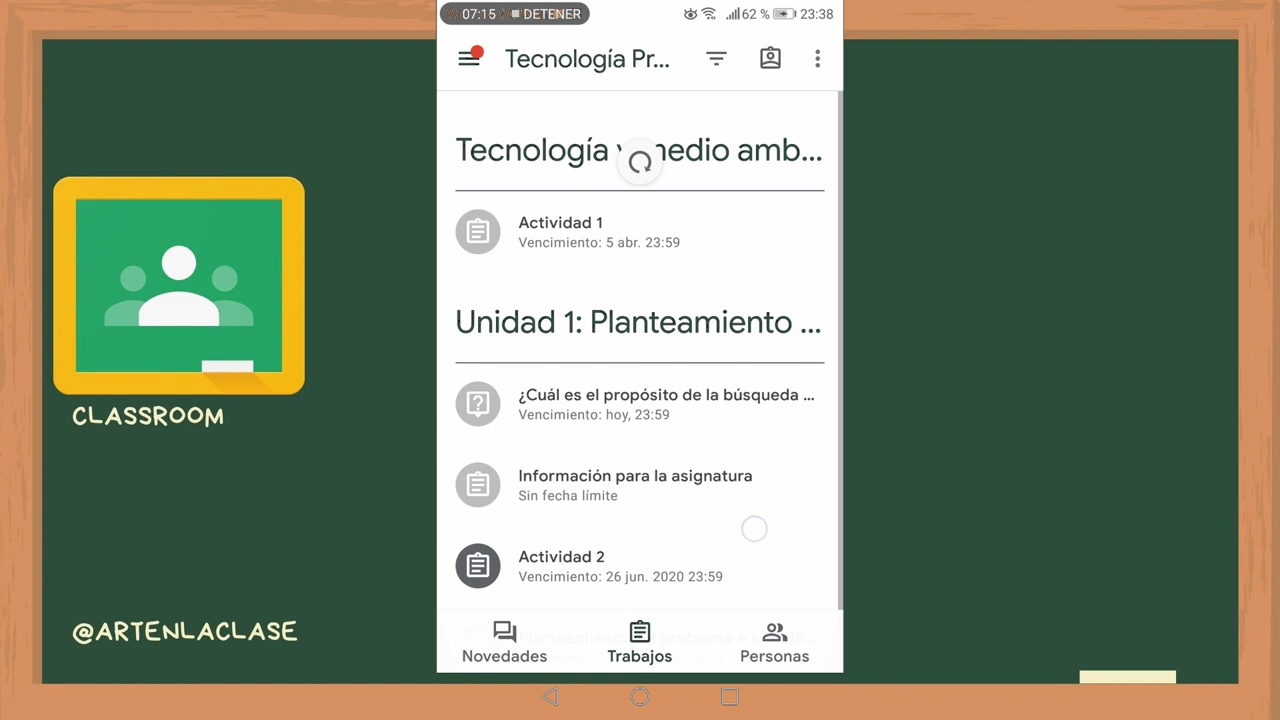 07:15 DETENER
62 % 23:38
Tecnología Pr...
Tecnología y medio amb...
Actividad 1
Vencimiento: 5 abr. 23:59
Unidad 1: Planteamiento ...
¿Cuál es el propósito de la búsqueda ...
Vencimiento: hoy, 23:59
Información para la asignatura
Sin fecha límite
Actividad 2
Vencimiento: 26 jun. 2020 23:59
Novedades
Trabajos
Personas
CLASSROOM
@ARTENLACLASE